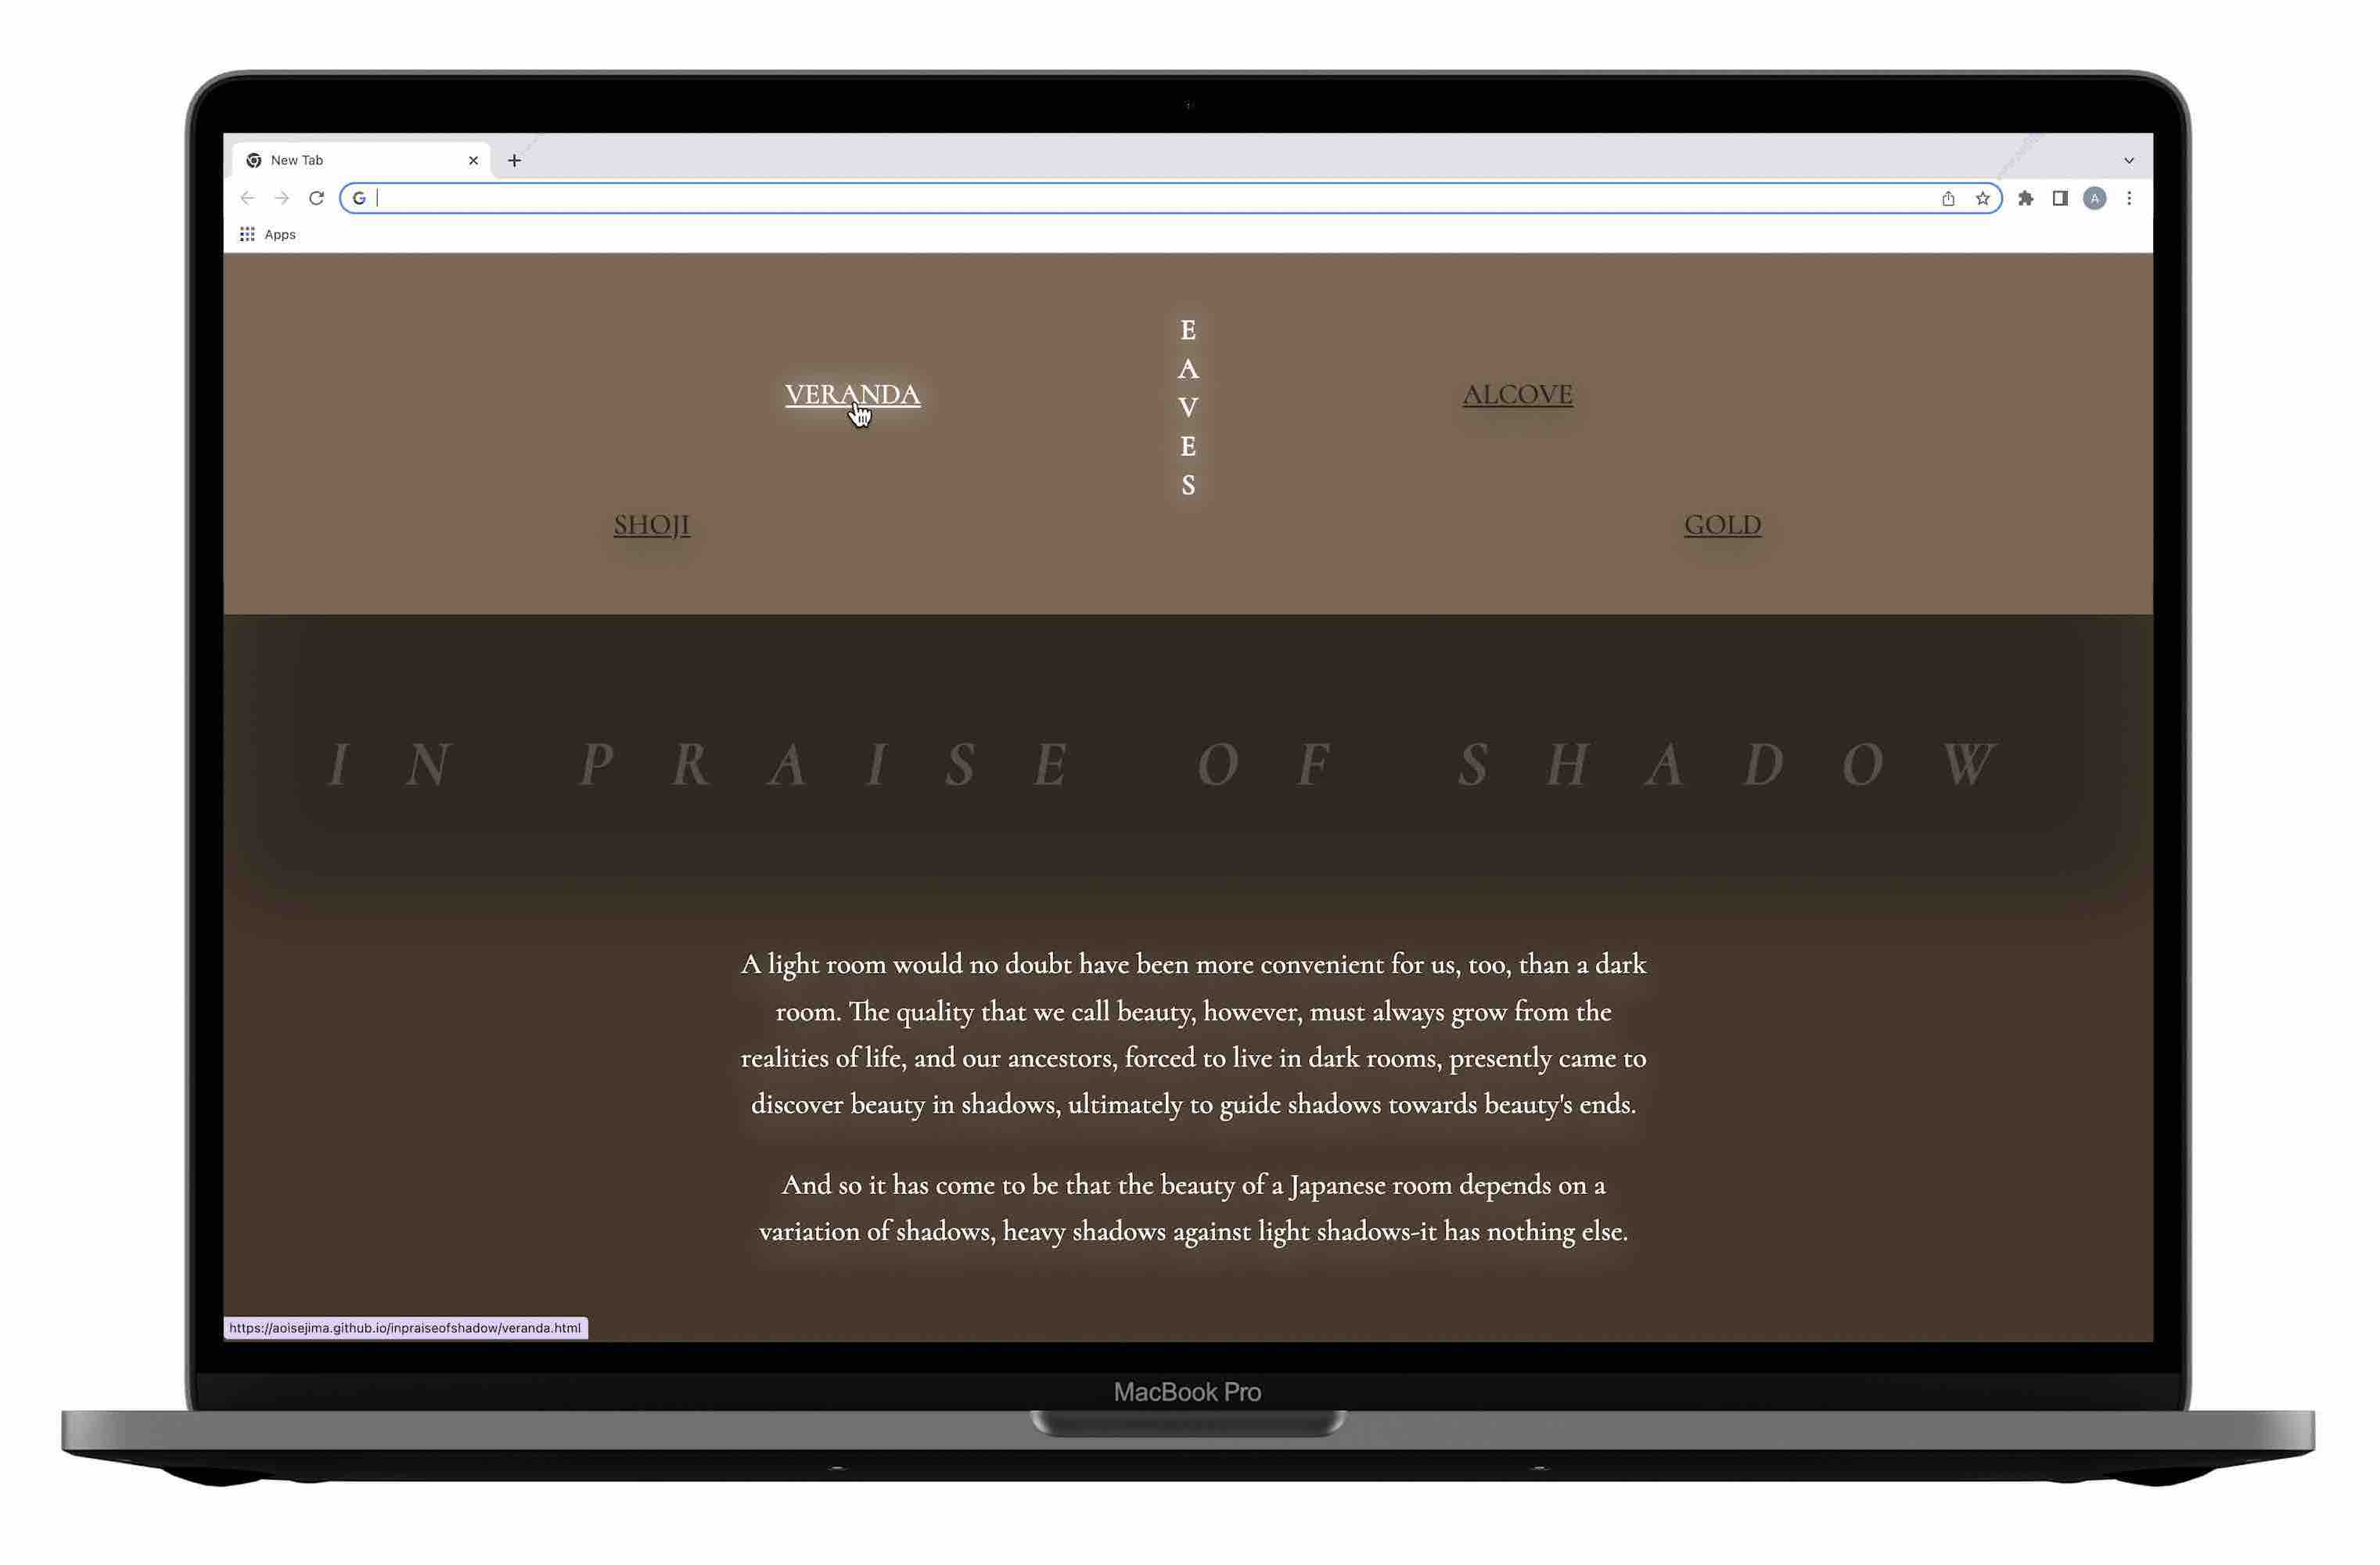 New Tab
Apps
E
A
V
E
S
VERANDA
ALCOVE
SHOJI
GOLD
IN PRAISE OF SHADOW
A light room would no doubt have been more convenient for us, too, than a dark
room. The quality that we call beauty, however, must always grow from the
realities of life, and our ancestors, forced to live in dark rooms, presently came to
discover beauty in shadows, ultimately to guide shadows towards beauty's ends.
And so it has come to be that the beauty of a Japanese room depends on a
variation of shadows, heavy shadows against light shadows-it has nothing else.
https://aoisejima.github.io/inpraiseofshadow/veranda.html
MacBook Pro